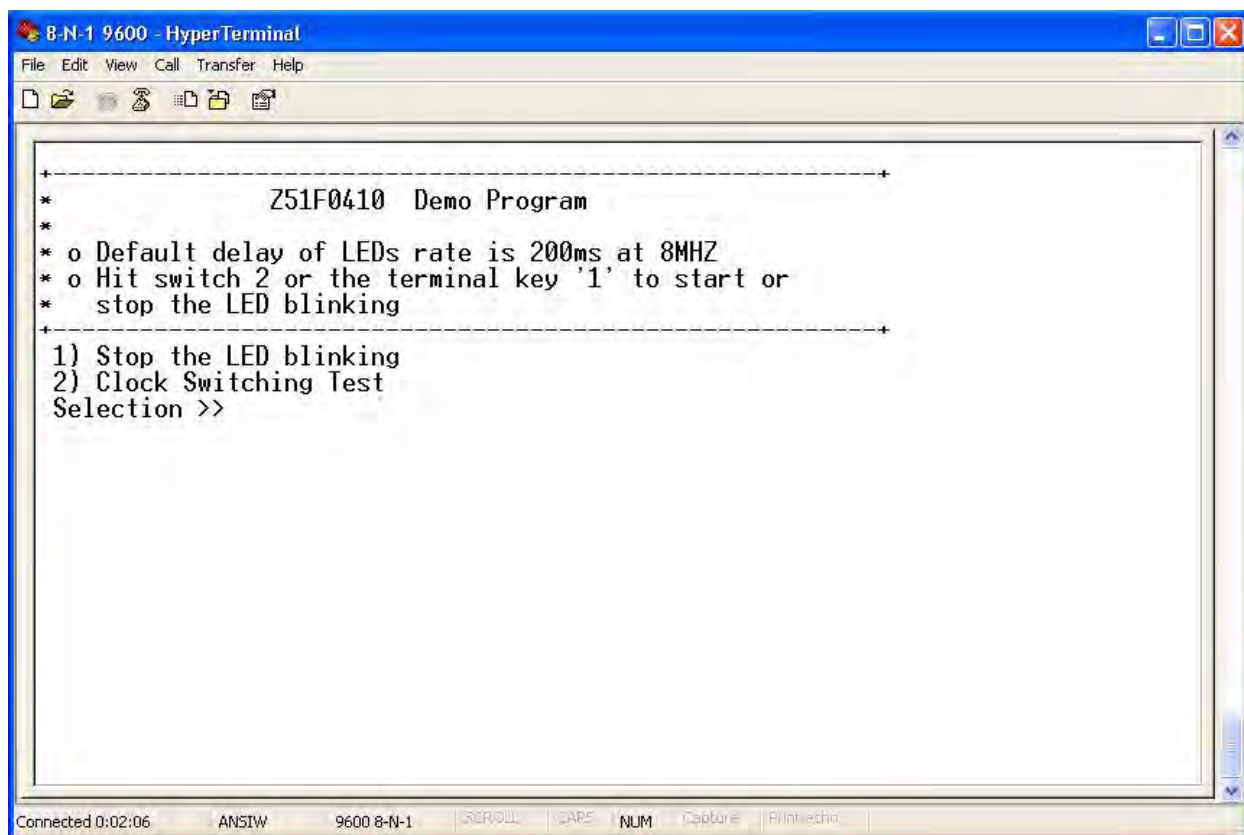 8-N-1 9600 - HyperTerminal
File Edit View Call Transfer Help
+---------------------------------------------------------+
* Z51F0410 Demo Program
*
* o Default delay of LEDs rate is 200ms at 8MHZ
* o Hit switch 2 or the terminal key '1' to start or
* stop the LED blinking
+---------------------------------------------------------+
1) Stop the LED blinking
2) Clock Switching Test
Selection >>
Connected 0:02:06 ANSIW 9600 8-N-1 SCROLL CAPS NUM Capture Print echo